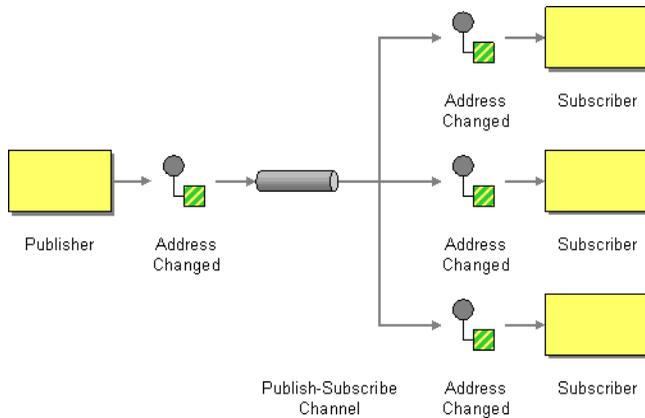 Address
Changed
Subscriber
Publisher
Address
Changed
Address
Changed
Subscriber
Publish-Subscribe
Channel
Address
Changed
Subscriber